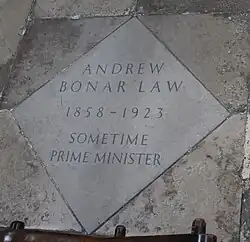 ANDREW
BONAR LAW
1858-1923
SOMETIME
PRIME MINISTER